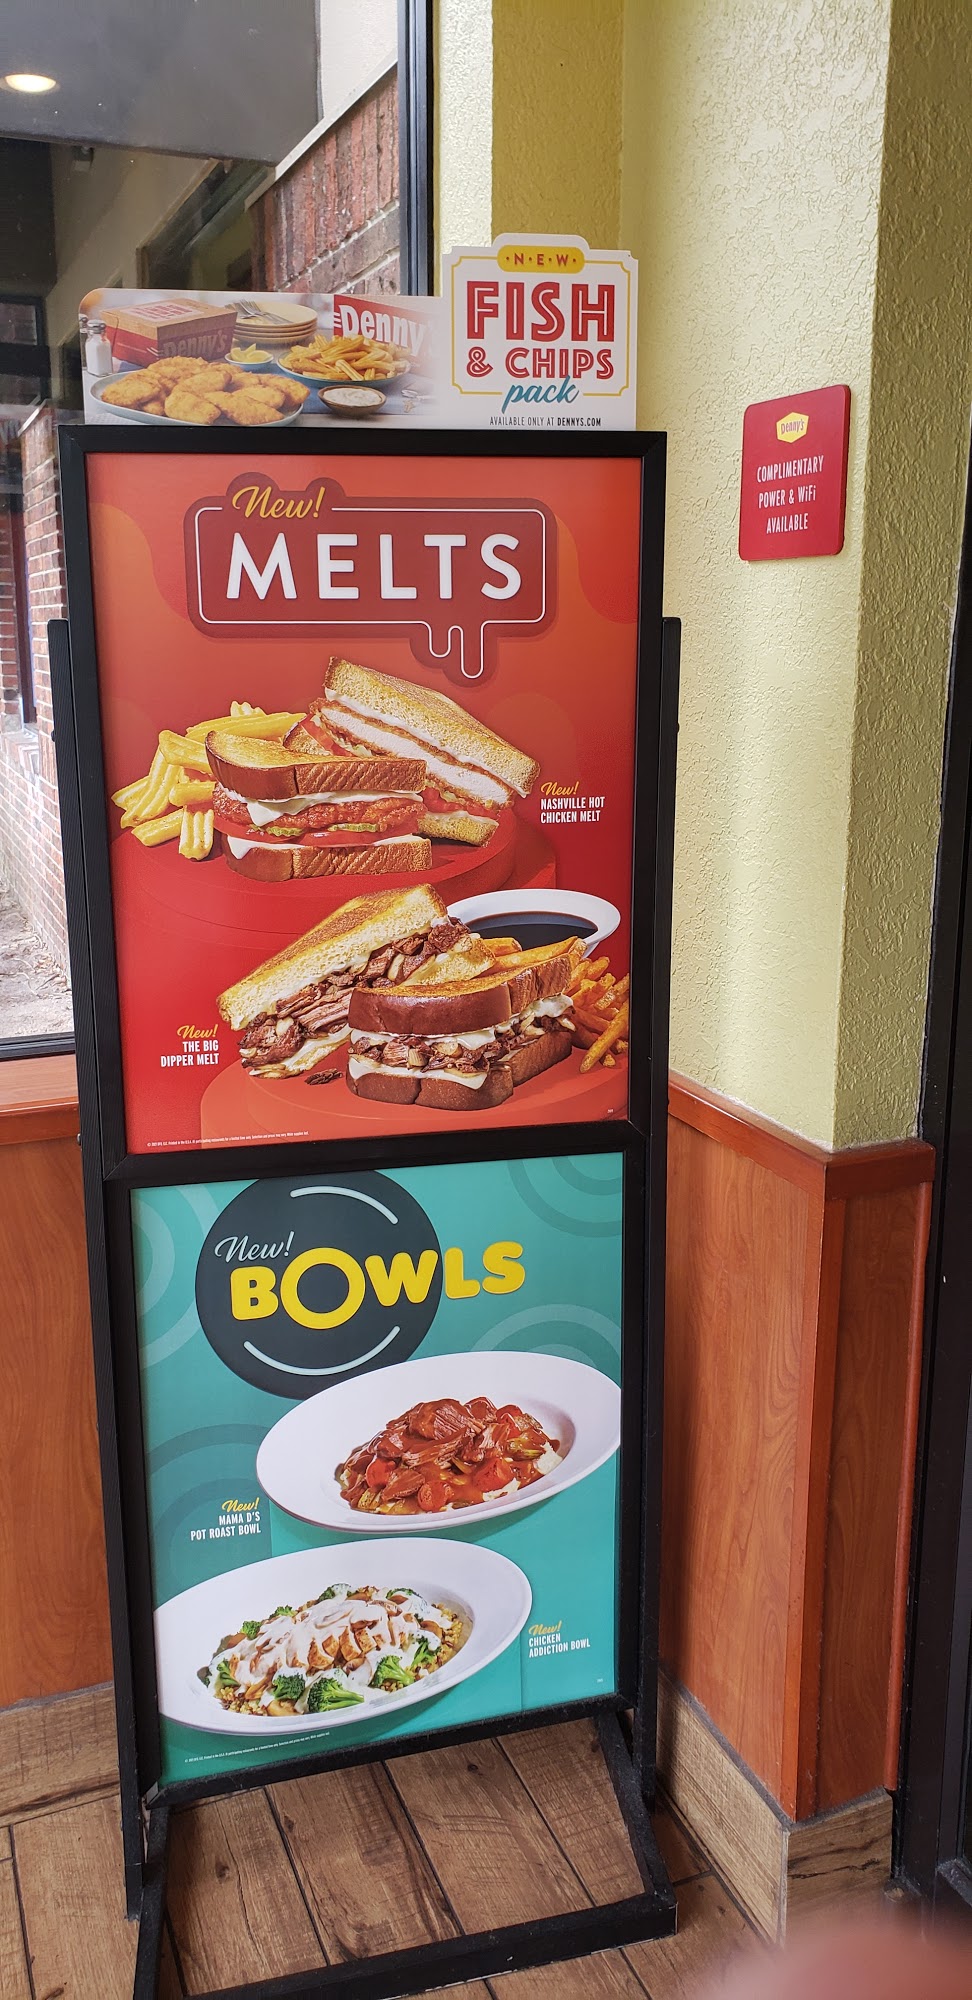 ·N·E·W·
FISH
& CHIPS
pack
AVAILABLE ONLY AT DENNYS.COM
Denny's
Denny's
Denny's
COMPLIMENTARY
POWER & WiFi
AVAILABLE
New!
MELTS
New!
NASHVILLE HOT
CHICKEN MELT
New!
THE BIG
DIPPER MELT
New!
BOWLS
New!
MAMA D'S
POT ROAST BOWL
New!
CHICKEN
ADDICTION BOWL